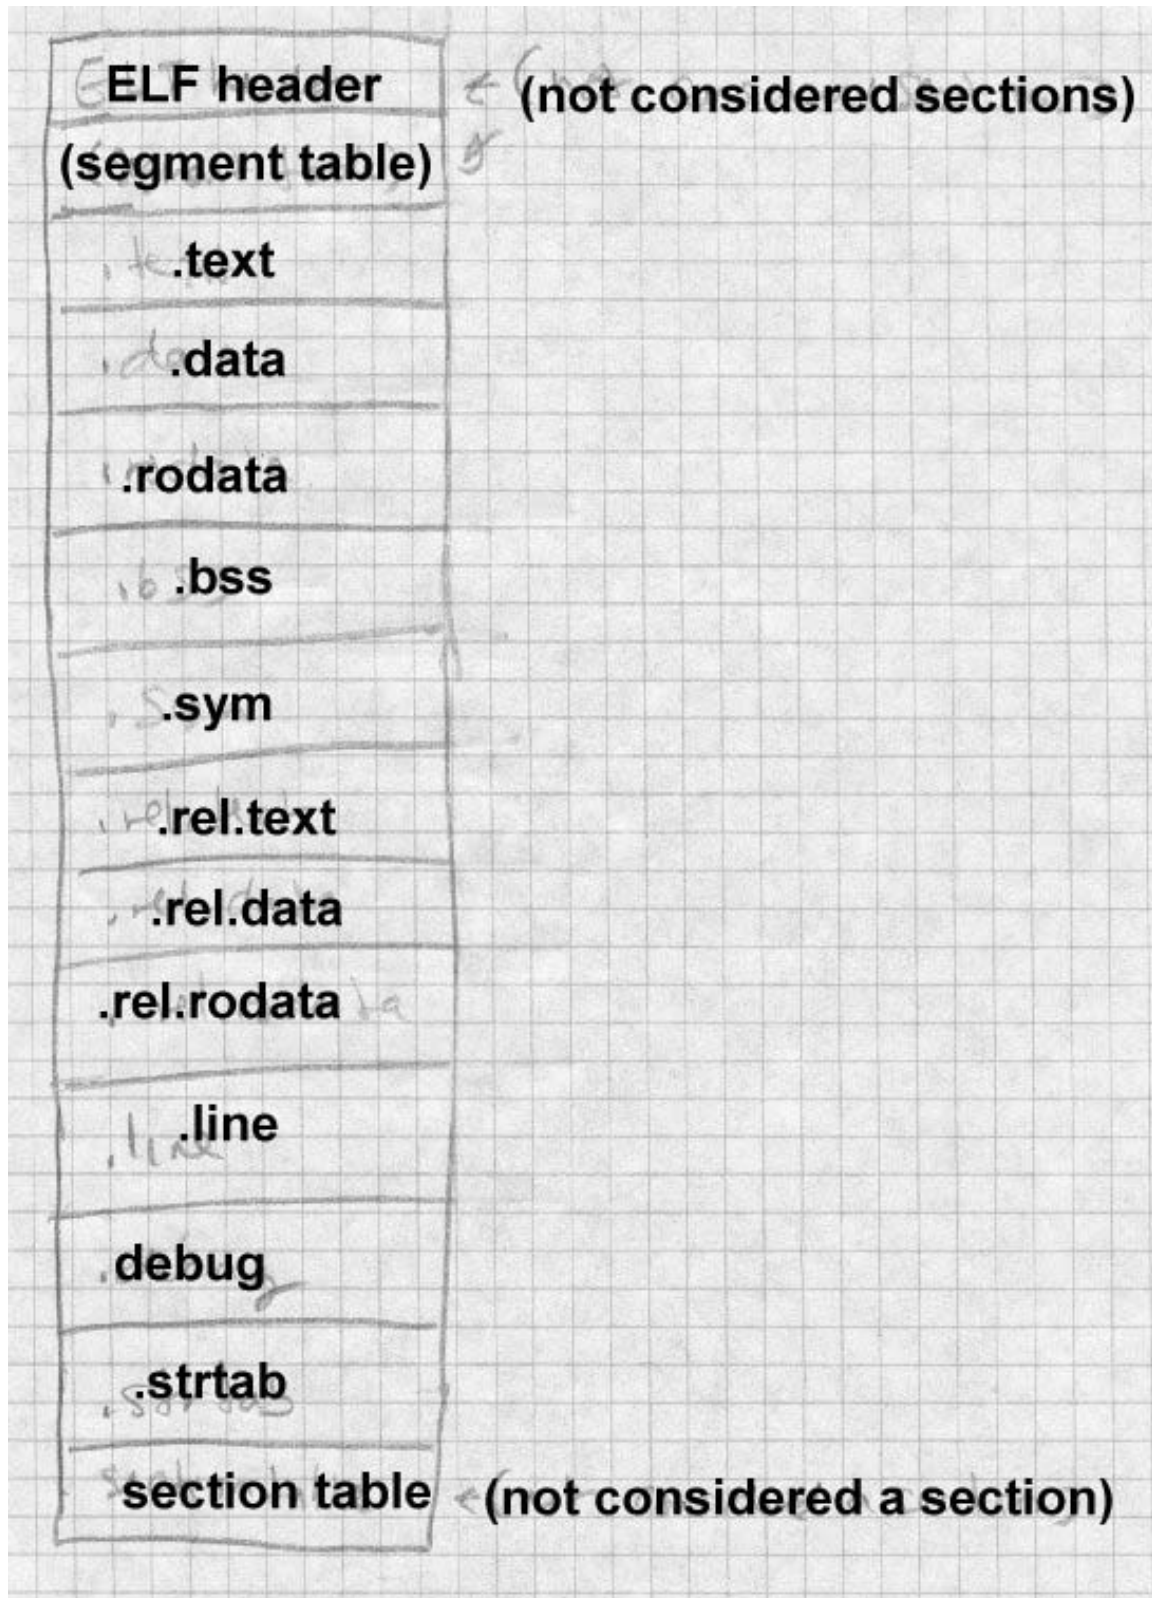 ELF header
(not considered sections)
(segment table)
.text
.data
.rodata
.bss
.sym
.rel.text
.rel.data
.rel.rodata
.line
debug
.strtab
section table
(not considered a section)